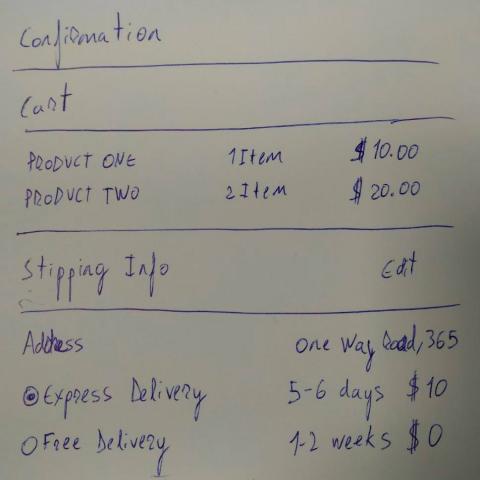 Confirmation
Cart
PRODUCT ONE 1 Item $10.00
PRODUCT TWO 2 Item $20.00
Stipping Info Edit
Address One Way Road, 365
Express Delivery 5-6 days $10
Free Delivery 1-2 weeks $0